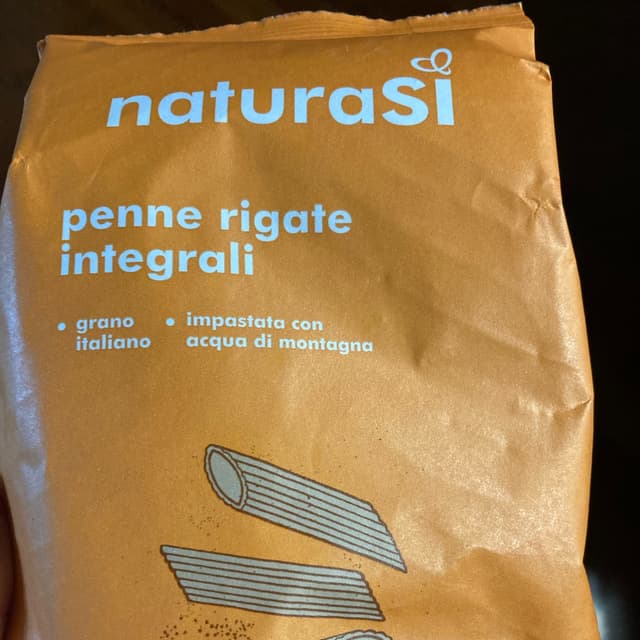 naturaSì
penne rigate
integrali
• grano • impastata con
italiano acqua di montagna